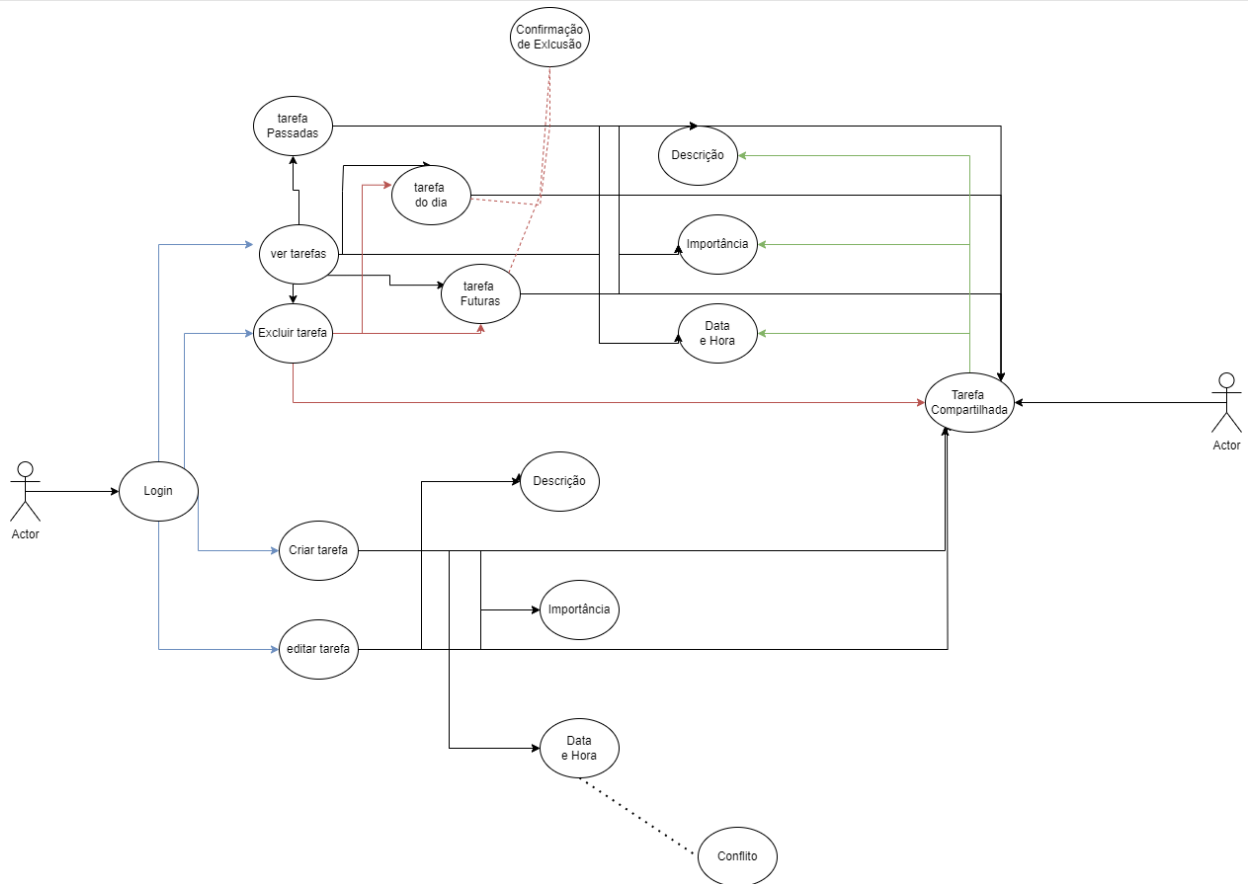 Confirmação
de Exlcusão
tarefa
Passadas
Descrição
tarefa
do dia
ver tarefas
Importância
tarefa
Futuras
Excluir tarefa
Data
e Hora
Tarefa
Compartilhada
Actor
Login
Actor
Descrição
Criar tarefa
Importância
editar tarefa
Data
e Hora
Conflito